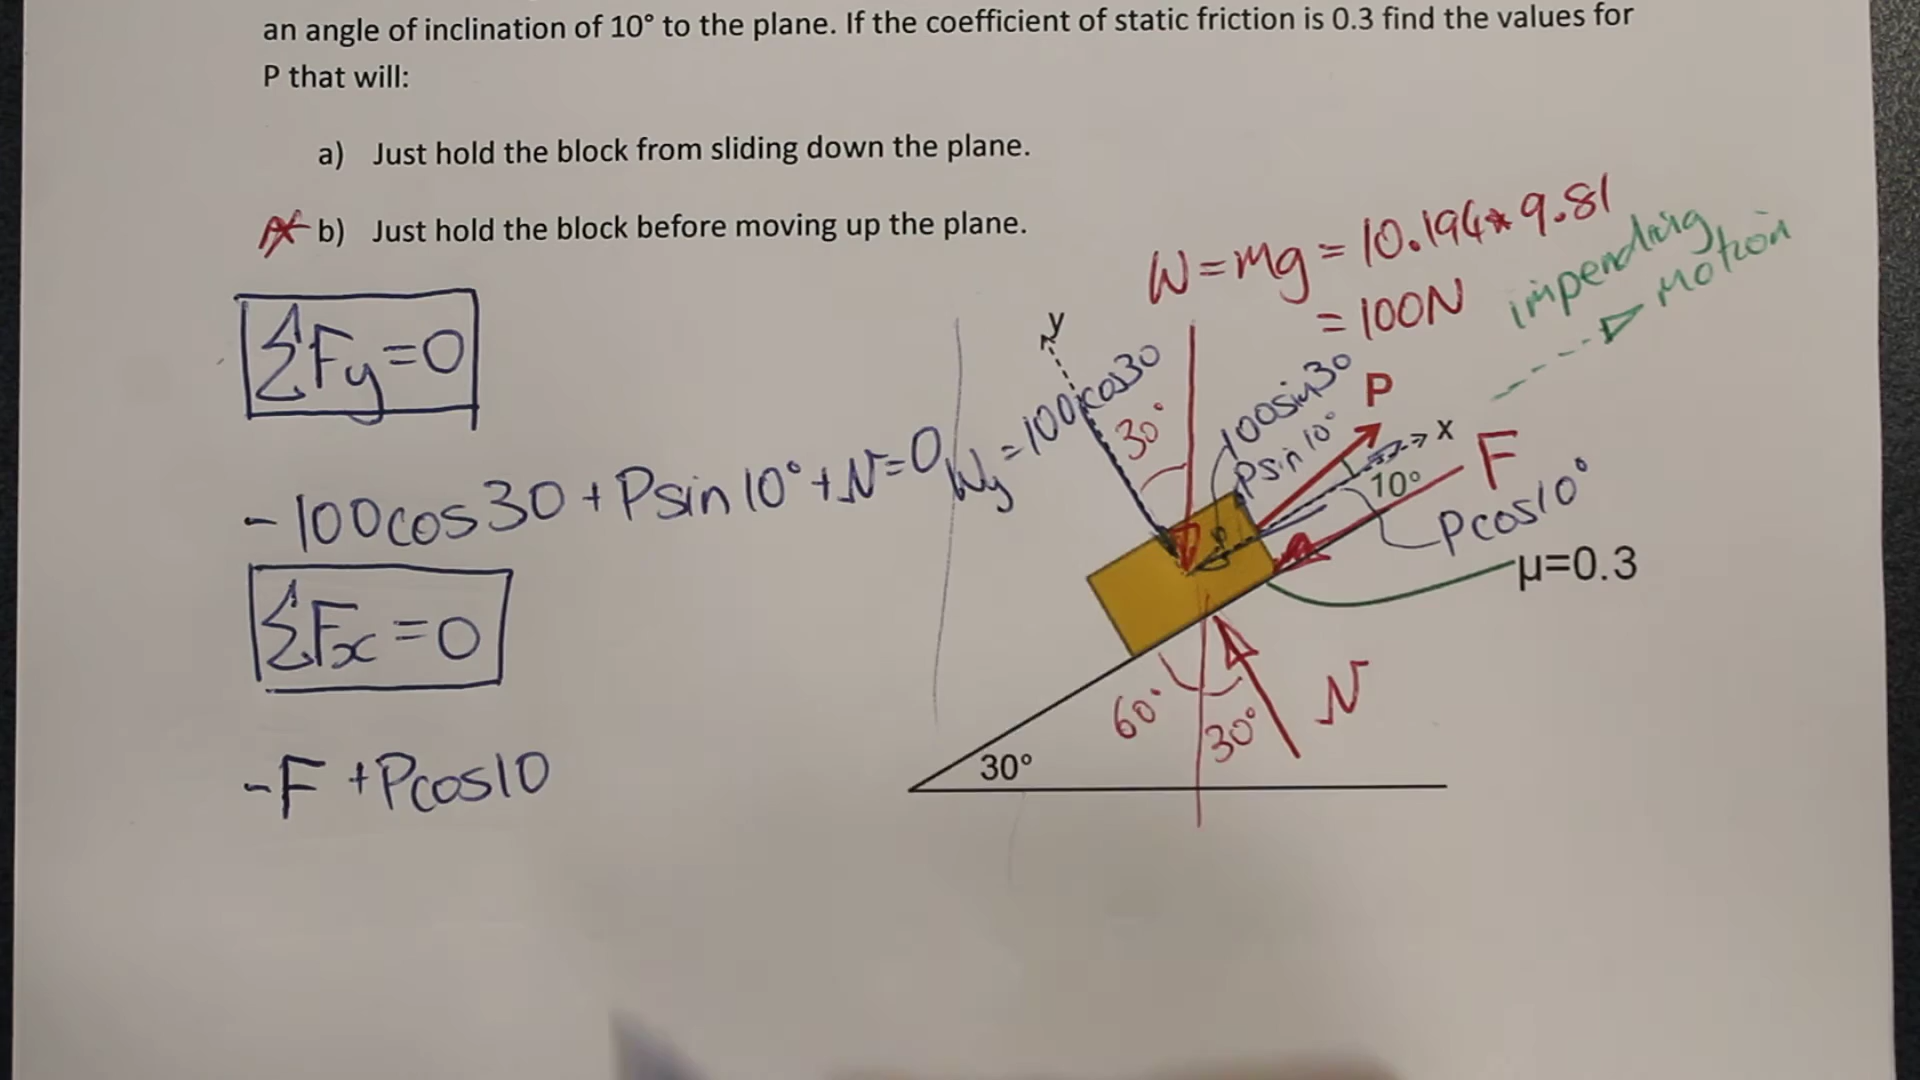 an angle of inclination of 10° to the plane. If the coefficient of static friction is 0.3 find the values for
P that will:
a) Just hold the block from sliding down the plane.
b) Just hold the block before moving up the plane.
W=mg = 10.194*9.81
= 100N
impending
motion
ΣFy=0
-100cos30 + Psin10° + N=0
ΣFx=0
-F +Pcos10
y
Wy =100cos30
30°
100sin30
Psin10°
P
x
F
10°
Pcos10°
μ=0.3
N
60°
30°
30°